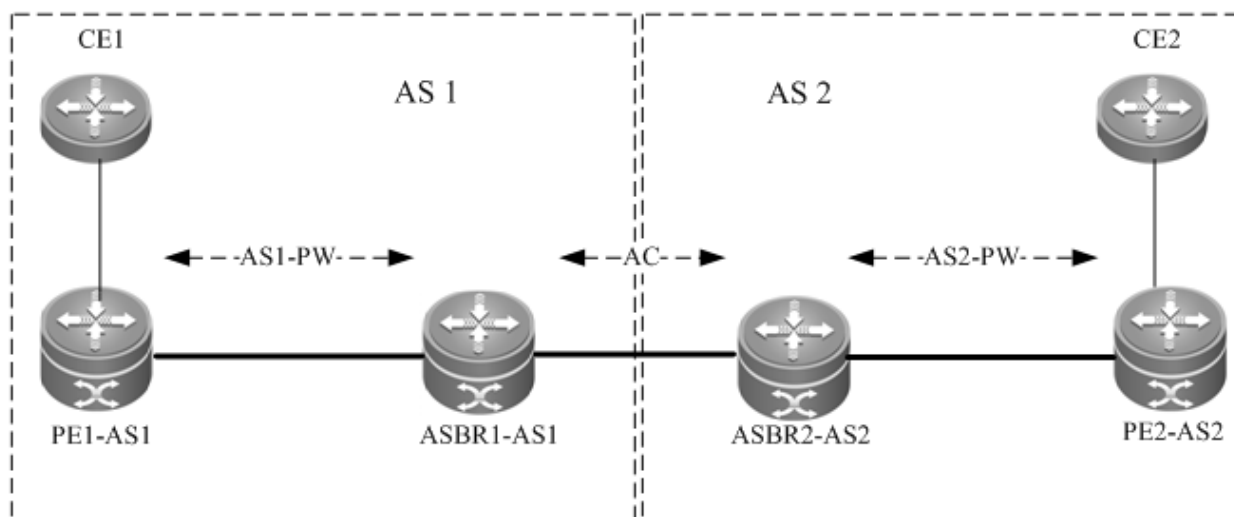 CE1
CE2
AS 1
AS 2
AS1-PW
AC
AS2-PW
PE1-AS1
ASBR1-AS1
ASBR2-AS2
PE2-AS2